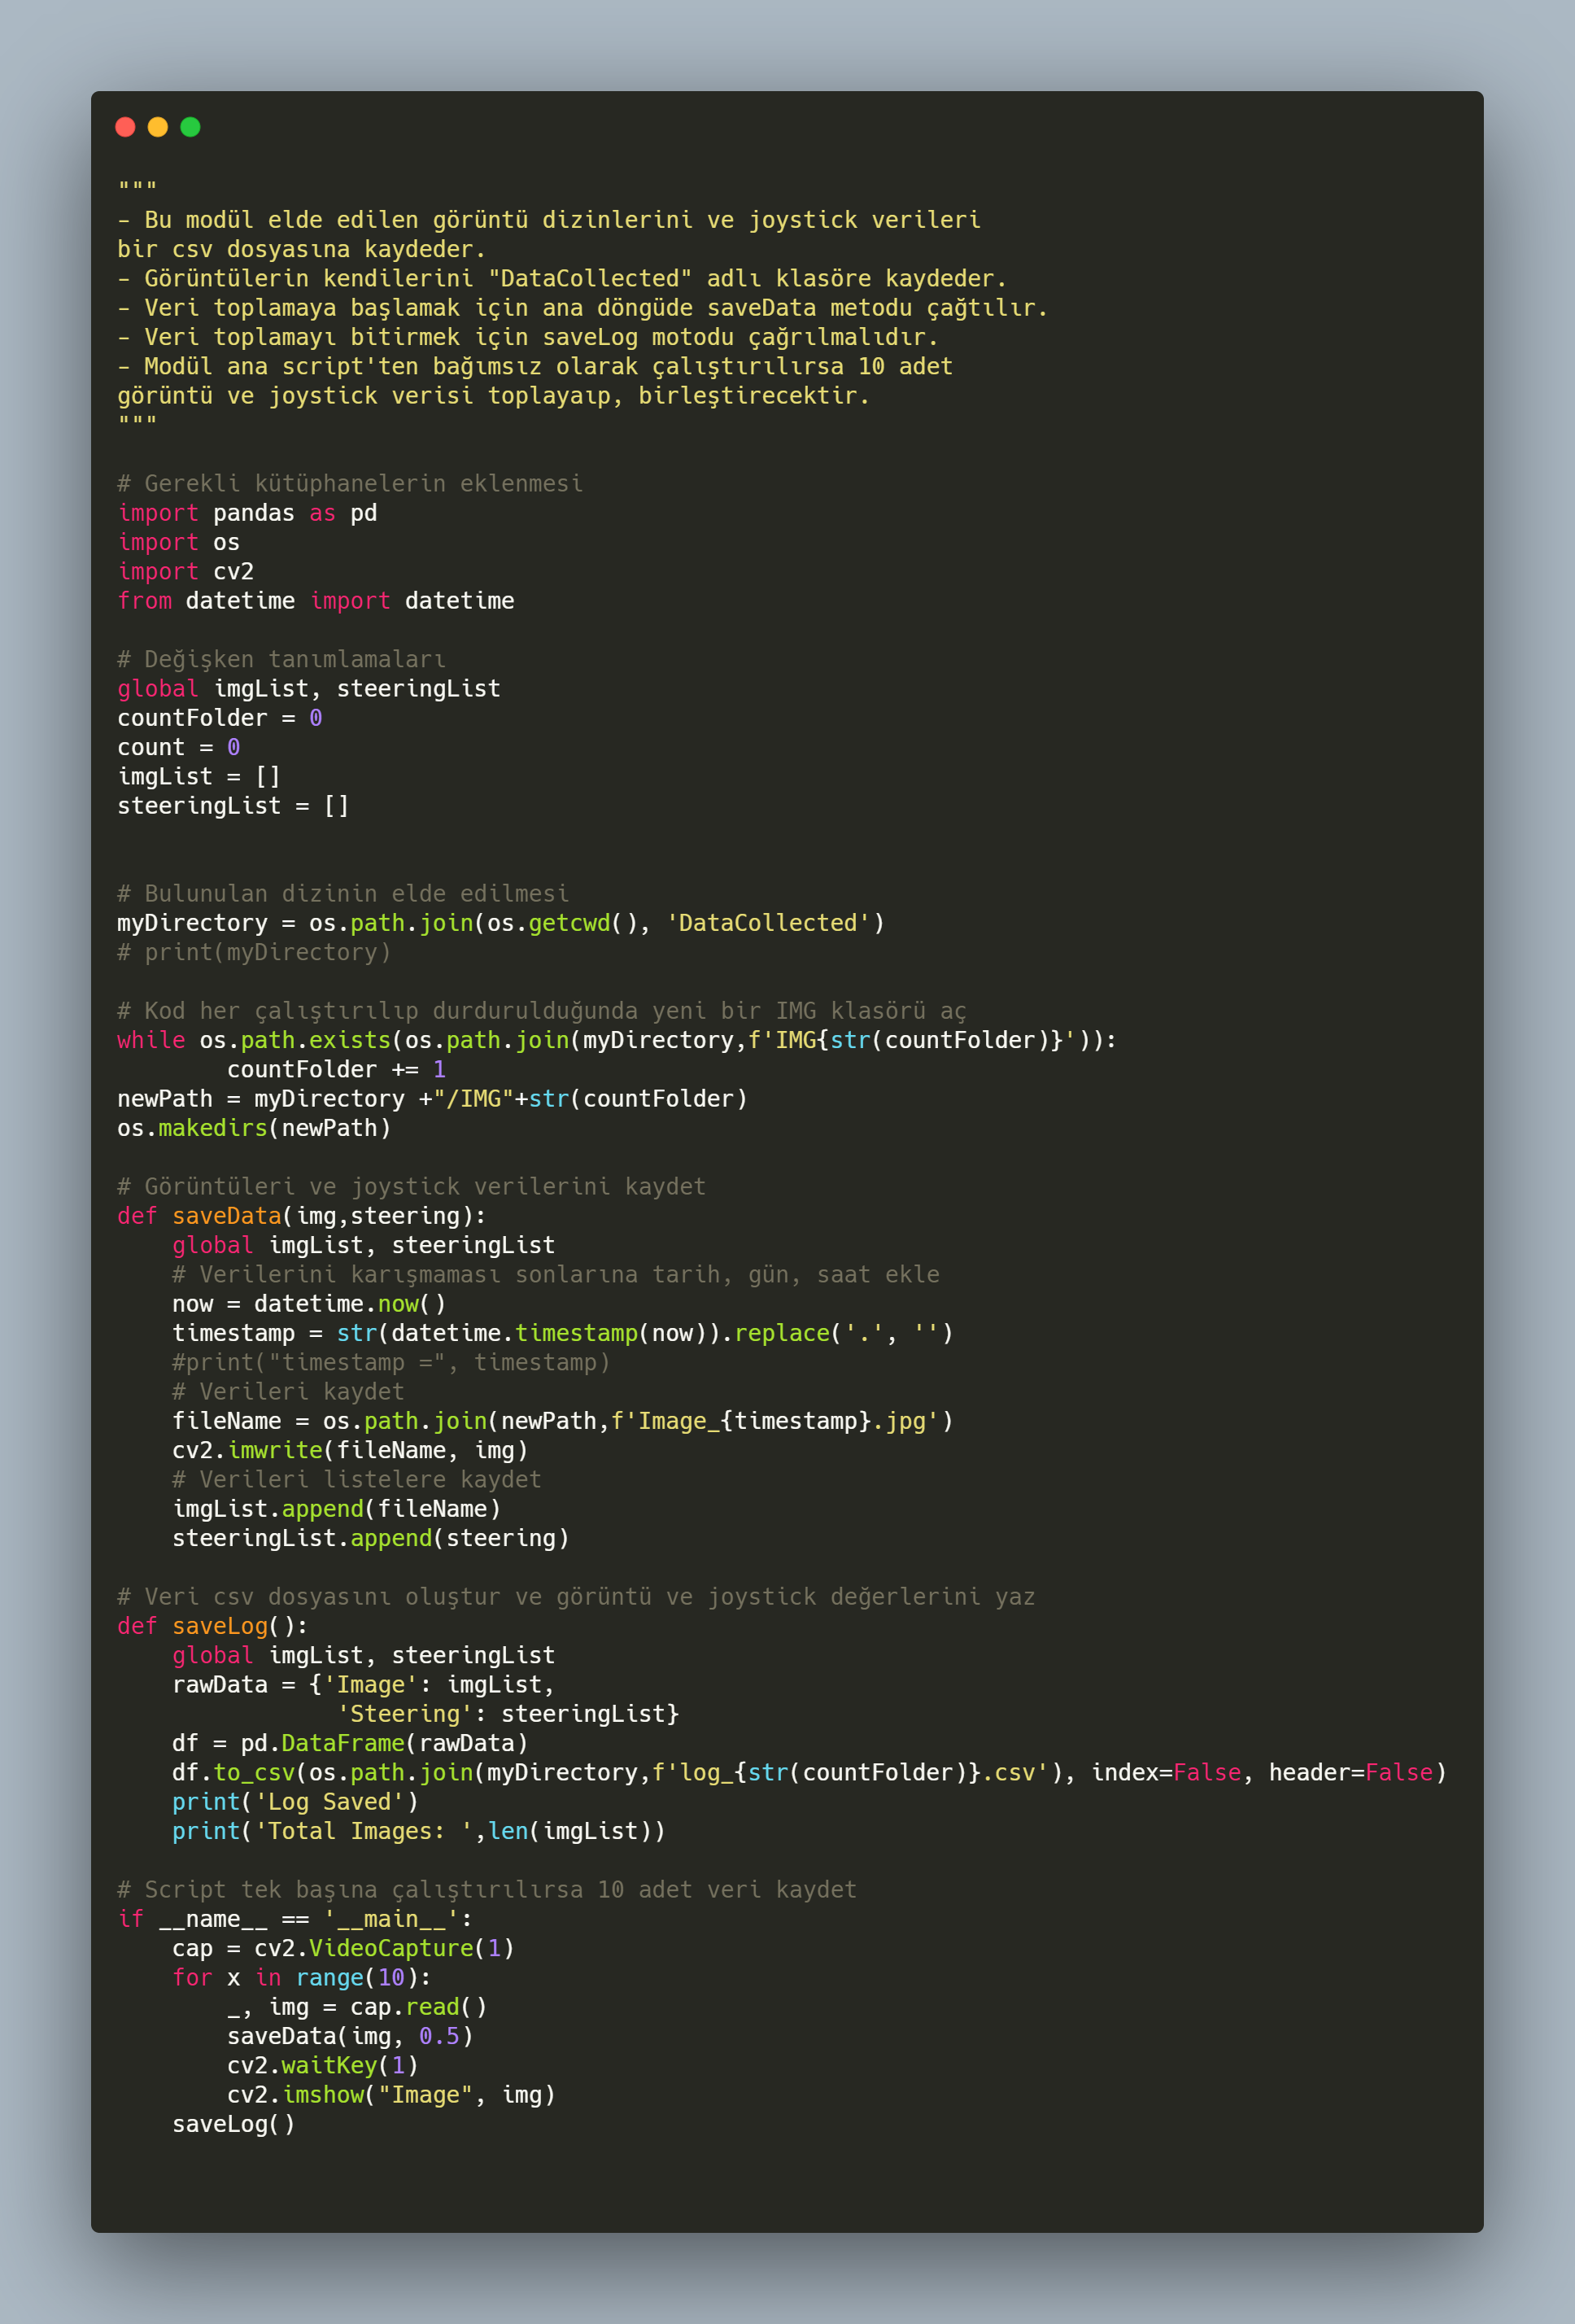 """
- Bu modül elde edilen görüntü dizinlerini ve joystick verileri
bir csv dosyasına kaydeder.
- Görüntülerin kendilerini "DataCollected" adlı klasöre kaydeder.
- Veri toplamaya başlamak için ana döngüde saveData metodu çağtılır.
- Veri toplamayı bitirmek için saveLog motodu çağrılmalıdır.
- Modül ana script'ten bağımsız olarak çalıştırılırsa 10 adet
görüntü ve joystick verisi toplayaıp, birleştirecektir.
"""

# Gerekli kütüphanelerin eklenmesi
import pandas as pd
import os
import cv2
from datetime import datetime

# Değişken tanımlamaları
global imgList, steeringList
countFolder = 0
count = 0
imgList = []
steeringList = []


# Bulunulan dizinin elde edilmesi
myDirectory = os.path.join(os.getcwd(), 'DataCollected')
# print(myDirectory)

# Kod her çalıştırılıp durdurulduğunda yeni bir IMG klasörü aç
while os.path.exists(os.path.join(myDirectory,f'IMG{str(countFolder)}')):
        countFolder += 1
newPath = myDirectory +"/IMG"+str(countFolder)
os.makedirs(newPath)

# Görüntüleri ve joystick verilerini kaydet
def saveData(img,steering):
    global imgList, steeringList
    # Verilerini karışmaması sonlarına tarih, gün, saat ekle
    now = datetime.now()
    timestamp = str(datetime.timestamp(now)).replace('.', '')
    #print("timestamp =", timestamp)
    # Verileri kaydet
    fileName = os.path.join(newPath,f'Image_{timestamp}.jpg')
    cv2.imwrite(fileName, img)
    # Verileri listelere kaydet
    imgList.append(fileName)
    steeringList.append(steering)

# Veri csv dosyasını oluştur ve görüntü ve joystick değerlerini yaz
def saveLog():
    global imgList, steeringList
    rawData = {'Image': imgList,
                'Steering': steeringList}
    df = pd.DataFrame(rawData)
    df.to_csv(os.path.join(myDirectory,f'log_{str(countFolder)}.csv'), index=False, header=False)
    print('Log Saved')
    print('Total Images: ',len(imgList))

# Script tek başına çalıştırılırsa 10 adet veri kaydet
if __name__ == '__main__':
    cap = cv2.VideoCapture(1)
    for x in range(10):
        _, img = cap.read()
        saveData(img, 0.5)
        cv2.waitKey(1)
        cv2.imshow("Image", img)
    saveLog()